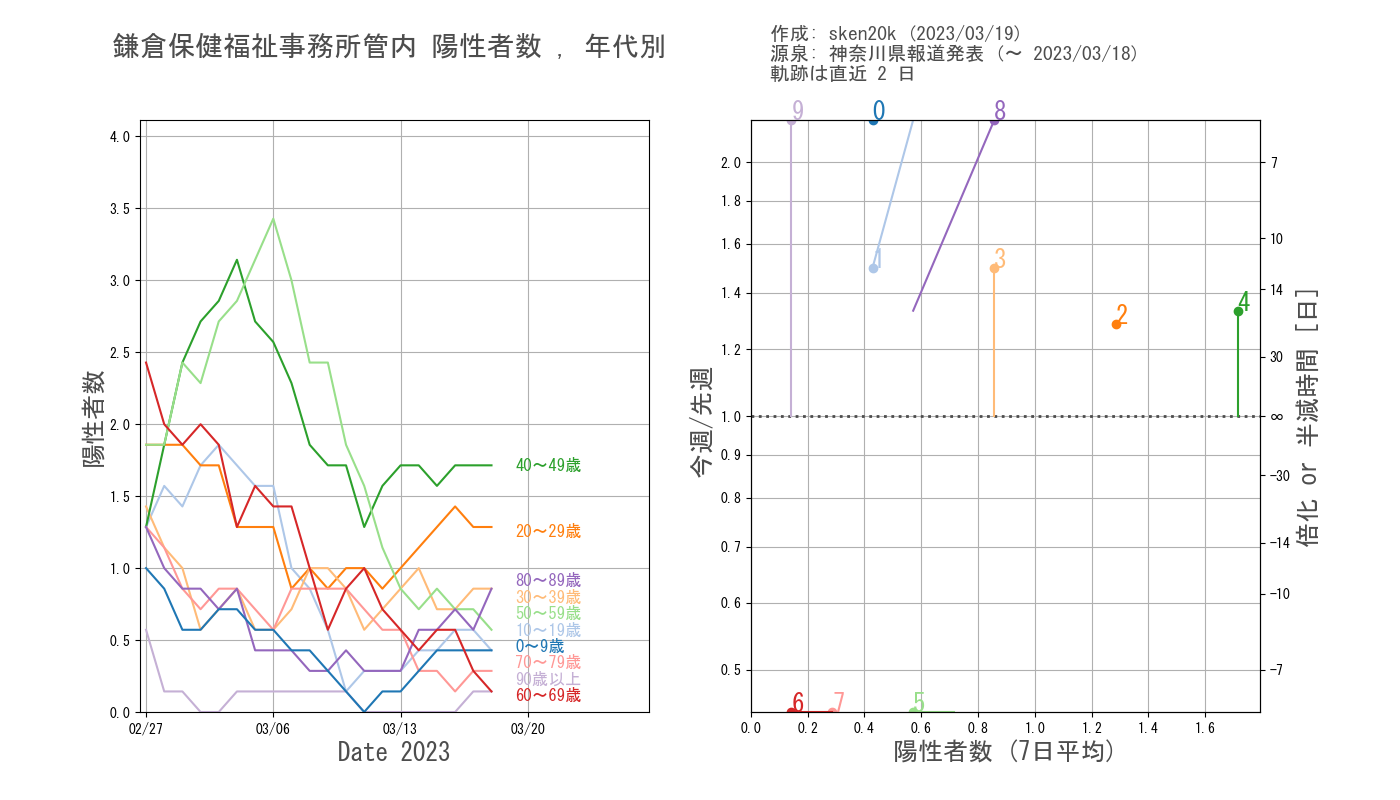 鎌倉保健福祉事務所管内 陽性者数 , 年代別
作成: sken20k (2023/03/19)
源泉: 神奈川県報道発表 (〜 2023/03/18)
軌跡は直近 2 日
陽性者数
4.0
3.5
3.0
2.5
2.0
1.5
1.0
0.5
0.0
02/27
03/06
03/13
03/20
Date 2023
40〜49歳
20〜29歳
80〜89歳
30〜39歳
50〜59歳
10〜19歳
0〜9歳
70〜79歳
90歳以上
60〜69歳
今週/先週
2.0
1.8
1.6
1.4
1.2
1.0
0.9
0.8
0.7
0.6
0.5
9
0
8
1
3
2
4
6
7
5
0.0
0.2
0.4
0.6
0.8
1.0
1.2
1.4
1.6
陽性者数 (7日平均)
7
10
14
30
∞
−30
−14
−10
−7
倍化 or 半減時間 [日]